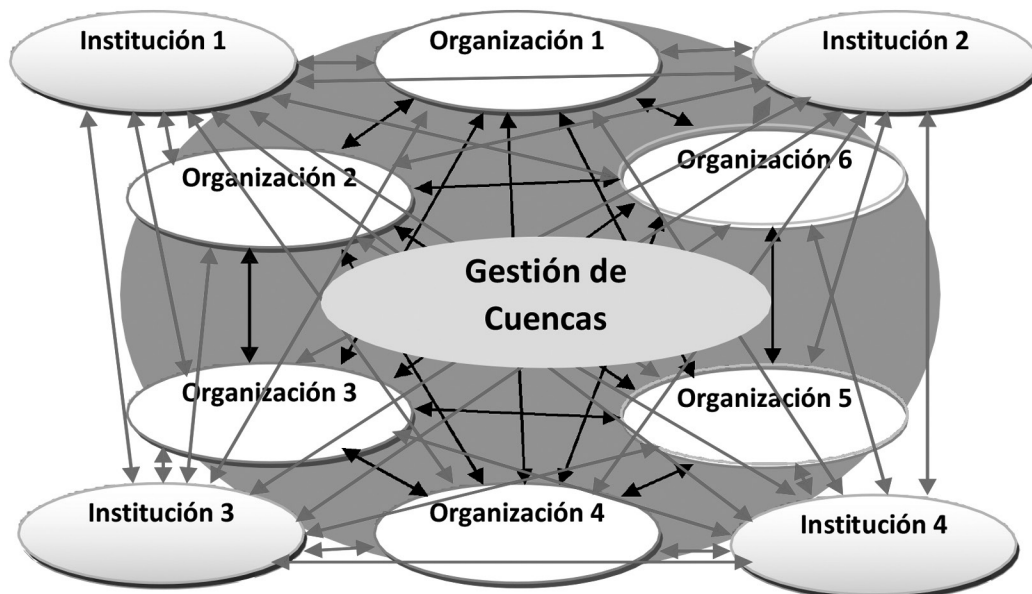 Institución 1
Organización 1
Institución 2
Organización 2
Organización 6
Gestión de
Cuencas
Organización 3
Organización 5
Institución 3
Organización 4
Institución 4